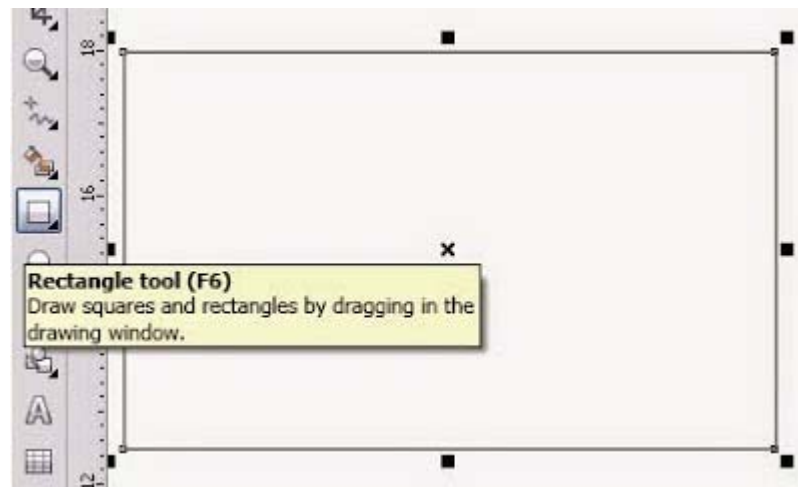 18
16
Rectangle tool (F6)
Draw squares and rectangles by dragging in the
drawing window.
12